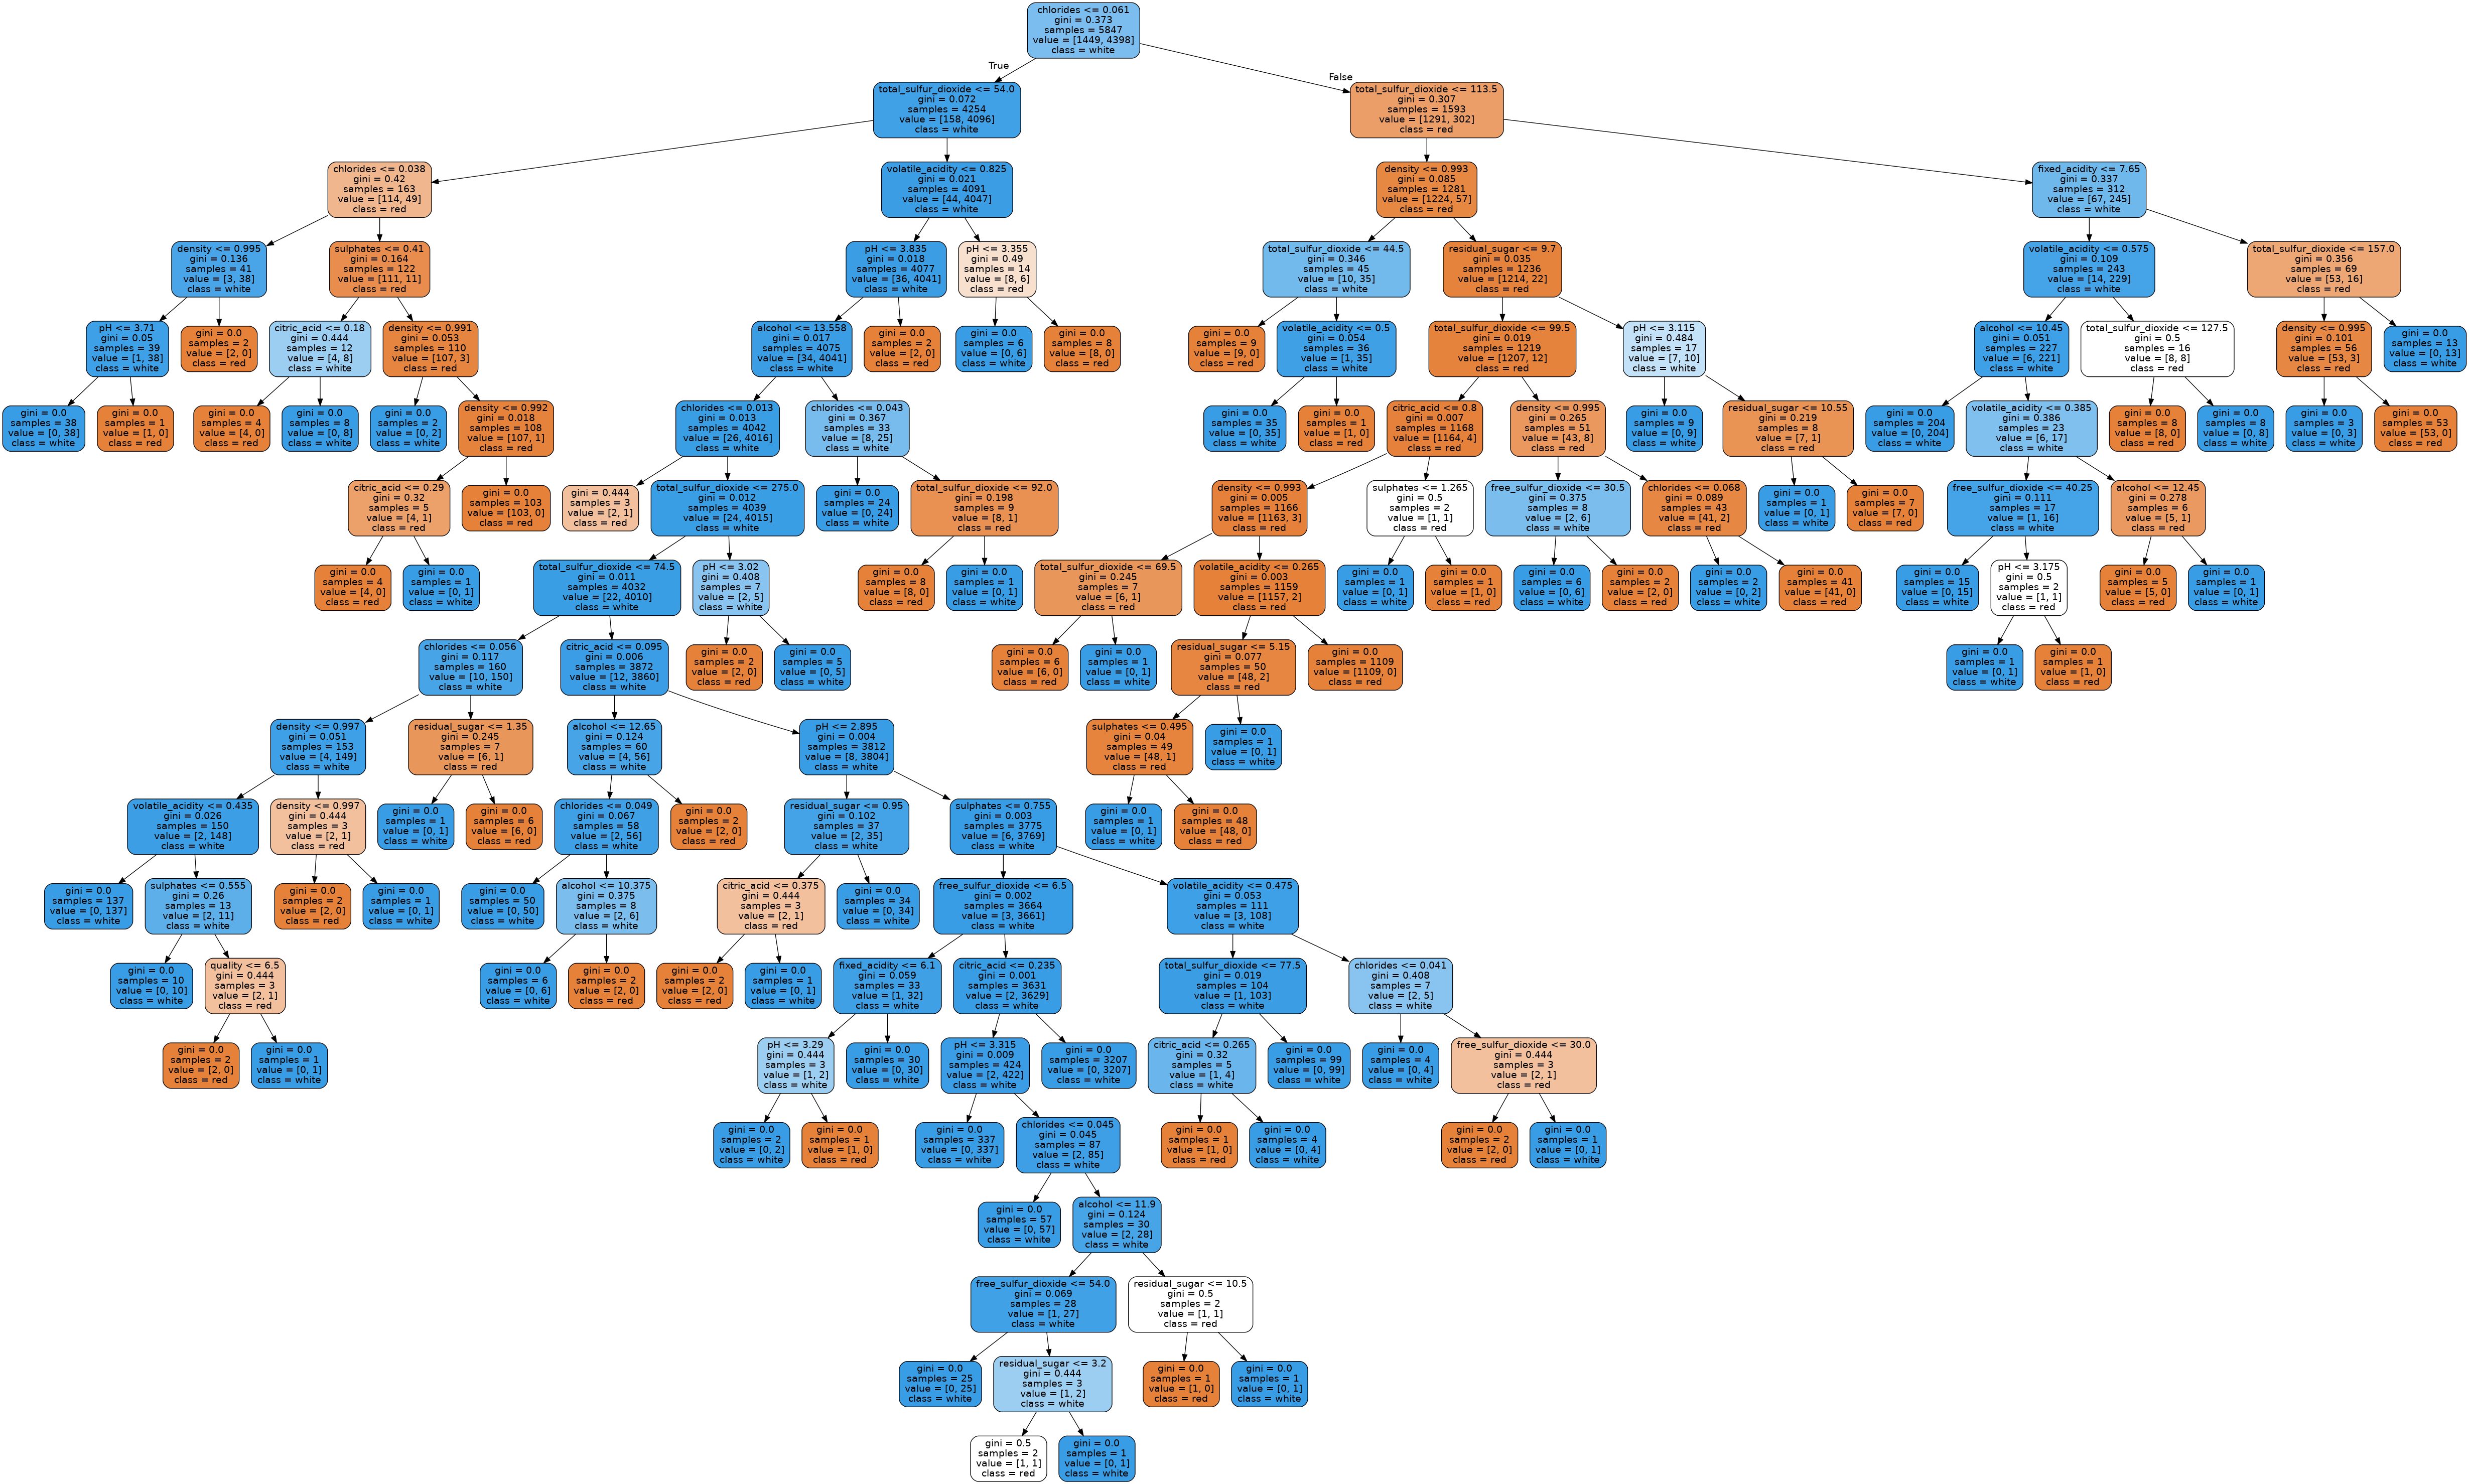 chlorides <= 0.061
gini = 0.373
samples = 5847
value = [1449, 4398]
class = white
True
False
total_sulfur_dioxide <= 54.0
gini = 0.072
samples = 4254
value = [158, 4096]
class = white
total_sulfur_dioxide <= 113.5
gini = 0.307
samples = 1593
value = [1291, 302]
class = red
chlorides <= 0.038
gini = 0.42
samples = 163
value = [114, 49]
class = red
volatile_acidity <= 0.825
gini = 0.021
samples = 4091
value = [44, 4047]
class = white
density <= 0.993
gini = 0.085
samples = 1281
value = [1224, 57]
class = red
fixed_acidity <= 7.65
gini = 0.337
samples = 312
value = [67, 245]
class = white
density <= 0.995
gini = 0.136
samples = 41
value = [3, 38]
class = white
sulphates <= 0.41
gini = 0.164
samples = 122
value = [111, 11]
class = red
pH <= 3.835
gini = 0.018
samples = 4077
value = [36, 4041]
class = white
pH <= 3.355
gini = 0.49
samples = 14
value = [8, 6]
class = red
total_sulfur_dioxide <= 44.5
gini = 0.346
samples = 45
value = [10, 35]
class = white
residual_sugar <= 9.7
gini = 0.035
samples = 1236
value = [1214, 22]
class = red
volatile_acidity <= 0.575
gini = 0.109
samples = 243
value = [14, 229]
class = white
total_sulfur_dioxide <= 157.0
gini = 0.356
samples = 69
value = [53, 16]
class = red
pH <= 3.71
gini = 0.05
samples = 39
value = [1, 38]
class = white
gini = 0.0
samples = 2
value = [2, 0]
class = red
citric_acid <= 0.18
gini = 0.444
samples = 12
value = [4, 8]
class = white
density <= 0.991
gini = 0.053
samples = 110
value = [107, 3]
class = red
alcohol <= 13.558
gini = 0.017
samples = 4075
value = [34, 4041]
class = white
gini = 0.0
samples = 2
value = [2, 0]
class = red
gini = 0.0
samples = 6
value = [0, 6]
class = white
gini = 0.0
samples = 8
value = [8, 0]
class = red
gini = 0.0
samples = 9
value = [9, 0]
class = red
volatile_acidity <= 0.5
gini = 0.054
samples = 36
value = [1, 35]
class = white
total_sulfur_dioxide <= 99.5
gini = 0.019
samples = 1219
value = [1207, 12]
class = red
pH <= 3.115
gini = 0.484
samples = 17
value = [7, 10]
class = white
alcohol <= 10.45
gini = 0.051
samples = 227
value = [6, 221]
class = white
total_sulfur_dioxide <= 127.5
gini = 0.5
samples = 16
value = [8, 8]
class = red
density <= 0.995
gini = 0.101
samples = 56
value = [53, 3]
class = red
gini = 0.0
samples = 13
value = [0, 13]
class = white
gini = 0.0
samples = 38
value = [0, 38]
class = white
gini = 0.0
samples = 1
value = [1, 0]
class = red
gini = 0.0
samples = 4
value = [4, 0]
class = red
gini = 0.0
samples = 8
value = [0, 8]
class = white
gini = 0.0
samples = 2
value = [0, 2]
class = white
density <= 0.992
gini = 0.018
samples = 108
value = [107, 1]
class = red
chlorides <= 0.013
gini = 0.013
samples = 4042
value = [26, 4016]
class = white
chlorides <= 0.043
gini = 0.367
samples = 33
value = [8, 25]
class = white
gini = 0.0
samples = 35
value = [0, 35]
class = white
gini = 0.0
samples = 1
value = [1, 0]
class = red
citric_acid <= 0.8
gini = 0.007
samples = 1168
value = [1164, 4]
class = red
density <= 0.995
gini = 0.265
samples = 51
value = [43, 8]
class = red
gini = 0.0
samples = 9
value = [0, 9]
class = white
residual_sugar <= 10.55
gini = 0.219
samples = 8
value = [7, 1]
class = red
gini = 0.0
samples = 204
value = [0, 204]
class = white
volatile_acidity <= 0.385
gini = 0.386
samples = 23
value = [6, 17]
class = white
gini = 0.0
samples = 8
value = [8, 0]
class = red
gini = 0.0
samples = 8
value = [0, 8]
class = white
gini = 0.0
samples = 3
value = [0, 3]
class = white
gini = 0.0
samples = 53
value = [53, 0]
class = red
citric_acid <= 0.29
gini = 0.32
samples = 5
value = [4, 1]
class = red
gini = 0.0
samples = 103
value = [103, 0]
class = red
gini = 0.444
samples = 3
value = [2, 1]
class = red
total_sulfur_dioxide <= 275.0
gini = 0.012
samples = 4039
value = [24, 4015]
class = white
gini = 0.0
samples = 24
value = [0, 24]
class = white
total_sulfur_dioxide <= 92.0
gini = 0.198
samples = 9
value = [8, 1]
class = red
density <= 0.993
gini = 0.005
samples = 1166
value = [1163, 3]
class = red
sulphates <= 1.265
gini = 0.5
samples = 2
value = [1, 1]
class = red
free_sulfur_dioxide <= 30.5
gini = 0.375
samples = 8
value = [2, 6]
class = white
chlorides <= 0.068
gini = 0.089
samples = 43
value = [41, 2]
class = red
gini = 0.0
samples = 1
value = [0, 1]
class = white
gini = 0.0
samples = 7
value = [7, 0]
class = red
free_sulfur_dioxide <= 40.25
gini = 0.111
samples = 17
value = [1, 16]
class = white
alcohol <= 12.45
gini = 0.278
samples = 6
value = [5, 1]
class = red
gini = 0.0
samples = 4
value = [4, 0]
class = red
gini = 0.0
samples = 1
value = [0, 1]
class = white
total_sulfur_dioxide <= 74.5
gini = 0.011
samples = 4032
value = [22, 4010]
class = white
pH <= 3.02
gini = 0.408
samples = 7
value = [2, 5]
class = white
gini = 0.0
samples = 8
value = [8, 0]
class = red
gini = 0.0
samples = 1
value = [0, 1]
class = white
total_sulfur_dioxide <= 69.5
gini = 0.245
samples = 7
value = [6, 1]
class = red
volatile_acidity <= 0.265
gini = 0.003
samples = 1159
value = [1157, 2]
class = red
gini = 0.0
samples = 1
value = [0, 1]
class = white
gini = 0.0
samples = 1
value = [1, 0]
class = red
gini = 0.0
samples = 6
value = [0, 6]
class = white
gini = 0.0
samples = 2
value = [2, 0]
class = red
gini = 0.0
samples = 2
value = [0, 2]
class = white
gini = 0.0
samples = 41
value = [41, 0]
class = red
gini = 0.0
samples = 15
value = [0, 15]
class = white
pH <= 3.175
gini = 0.5
samples = 2
value = [1, 1]
class = red
gini = 0.0
samples = 5
value = [5, 0]
class = red
gini = 0.0
samples = 1
value = [0, 1]
class = white
chlorides <= 0.056
gini = 0.117
samples = 160
value = [10, 150]
class = white
citric_acid <= 0.095
gini = 0.006
samples = 3872
value = [12, 3860]
class = white
gini = 0.0
samples = 2
value = [2, 0]
class = red
gini = 0.0
samples = 5
value = [0, 5]
class = white
gini = 0.0
samples = 6
value = [6, 0]
class = red
gini = 0.0
samples = 1
value = [0, 1]
class = white
residual_sugar <= 5.15
gini = 0.077
samples = 50
value = [48, 2]
class = red
gini = 0.0
samples = 1109
value = [1109, 0]
class = red
gini = 0.0
samples = 1
value = [0, 1]
class = white
gini = 0.0
samples = 1
value = [1, 0]
class = red
density <= 0.997
gini = 0.051
samples = 153
value = [4, 149]
class = white
residual_sugar <= 1.35
gini = 0.245
samples = 7
value = [6, 1]
class = red
alcohol <= 12.65
gini = 0.124
samples = 60
value = [4, 56]
class = white
pH <= 2.895
gini = 0.004
samples = 3812
value = [8, 3804]
class = white
sulphates <= 0.495
gini = 0.04
samples = 49
value = [48, 1]
class = red
gini = 0.0
samples = 1
value = [0, 1]
class = white
volatile_acidity <= 0.435
gini = 0.026
samples = 150
value = [2, 148]
class = white
density <= 0.997
gini = 0.444
samples = 3
value = [2, 1]
class = red
gini = 0.0
samples = 1
value = [0, 1]
class = white
gini = 0.0
samples = 6
value = [6, 0]
class = red
chlorides <= 0.049
gini = 0.067
samples = 58
value = [2, 56]
class = white
gini = 0.0
samples = 2
value = [2, 0]
class = red
residual_sugar <= 0.95
gini = 0.102
samples = 37
value = [2, 35]
class = white
sulphates <= 0.755
gini = 0.003
samples = 3775
value = [6, 3769]
class = white
gini = 0.0
samples = 1
value = [0, 1]
class = white
gini = 0.0
samples = 48
value = [48, 0]
class = red
gini = 0.0
samples = 137
value = [0, 137]
class = white
sulphates <= 0.555
gini = 0.26
samples = 13
value = [2, 11]
class = white
gini = 0.0
samples = 2
value = [2, 0]
class = red
gini = 0.0
samples = 1
value = [0, 1]
class = white
gini = 0.0
samples = 50
value = [0, 50]
class = white
alcohol <= 10.375
gini = 0.375
samples = 8
value = [2, 6]
class = white
citric_acid <= 0.375
gini = 0.444
samples = 3
value = [2, 1]
class = red
gini = 0.0
samples = 34
value = [0, 34]
class = white
free_sulfur_dioxide <= 6.5
gini = 0.002
samples = 3664
value = [3, 3661]
class = white
volatile_acidity <= 0.475
gini = 0.053
samples = 111
value = [3, 108]
class = white
gini = 0.0
samples = 10
value = [0, 10]
class = white
quality <= 6.5
gini = 0.444
samples = 3
value = [2, 1]
class = red
gini = 0.0
samples = 6
value = [0, 6]
class = white
gini = 0.0
samples = 2
value = [2, 0]
class = red
gini = 0.0
samples = 2
value = [2, 0]
class = red
gini = 0.0
samples = 1
value = [0, 1]
class = white
fixed_acidity <= 6.1
gini = 0.059
samples = 33
value = [1, 32]
class = white
citric_acid <= 0.235
gini = 0.001
samples = 3631
value = [2, 3629]
class = white
total_sulfur_dioxide <= 77.5
gini = 0.019
samples = 104
value = [1, 103]
class = white
chlorides <= 0.041
gini = 0.408
samples = 7
value = [2, 5]
class = white
gini = 0.0
samples = 2
value = [2, 0]
class = red
gini = 0.0
samples = 1
value = [0, 1]
class = white
pH <= 3.29
gini = 0.444
samples = 3
value = [1, 2]
class = white
gini = 0.0
samples = 30
value = [0, 30]
class = white
pH <= 3.315
gini = 0.009
samples = 424
value = [2, 422]
class = white
gini = 0.0
samples = 3207
value = [0, 3207]
class = white
citric_acid <= 0.265
gini = 0.32
samples = 5
value = [1, 4]
class = white
gini = 0.0
samples = 99
value = [0, 99]
class = white
gini = 0.0
samples = 4
value = [0, 4]
class = white
free_sulfur_dioxide <= 30.0
gini = 0.444
samples = 3
value = [2, 1]
class = red
gini = 0.0
samples = 2
value = [0, 2]
class = white
gini = 0.0
samples = 1
value = [1, 0]
class = red
gini = 0.0
samples = 337
value = [0, 337]
class = white
chlorides <= 0.045
gini = 0.045
samples = 87
value = [2, 85]
class = white
gini = 0.0
samples = 1
value = [1, 0]
class = red
gini = 0.0
samples = 4
value = [0, 4]
class = white
gini = 0.0
samples = 2
value = [2, 0]
class = red
gini = 0.0
samples = 1
value = [0, 1]
class = white
gini = 0.0
samples = 57
value = [0, 57]
class = white
alcohol <= 11.9
gini = 0.124
samples = 30
value = [2, 28]
class = white
free_sulfur_dioxide <= 54.0
gini = 0.069
samples = 28
value = [1, 27]
class = white
residual_sugar <= 10.5
gini = 0.5
samples = 2
value = [1, 1]
class = red
gini = 0.0
samples = 25
value = [0, 25]
class = white
residual_sugar <= 3.2
gini = 0.444
samples = 3
value = [1, 2]
class = white
gini = 0.0
samples = 1
value = [1, 0]
class = red
gini = 0.0
samples = 1
value = [0, 1]
class = white
gini = 0.5
samples = 2
value = [1, 1]
class = red
gini = 0.0
samples = 1
value = [0, 1]
class = white